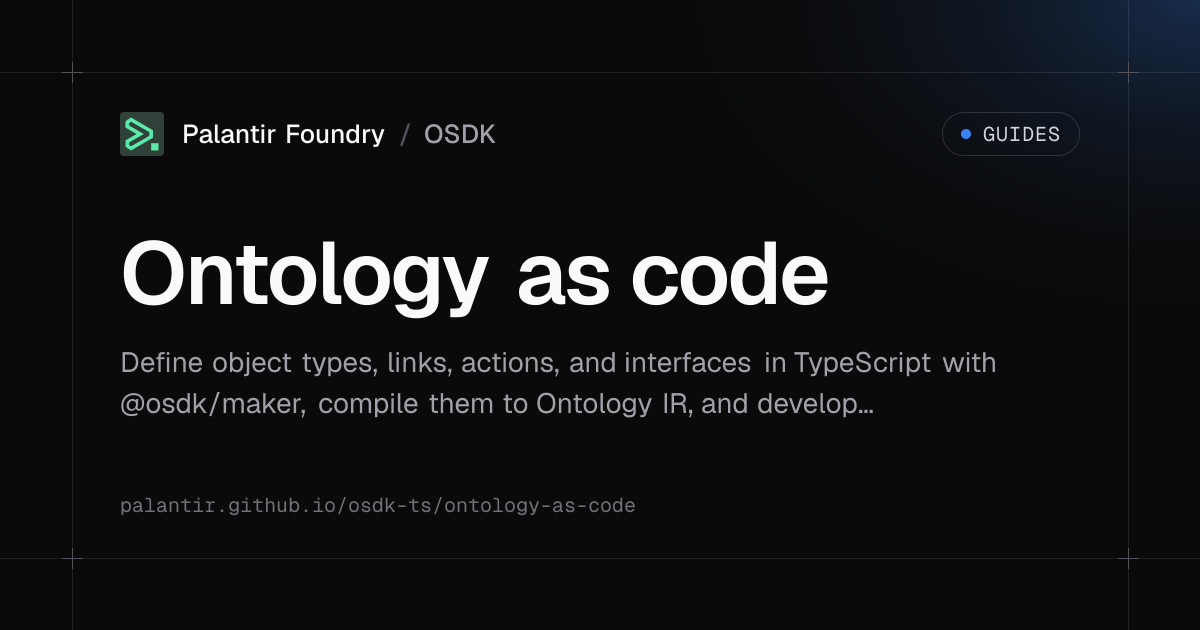 Palantir Foundry / OSDK
GUIDES
Ontology as code
Define object types, links, actions, and interfaces in TypeScript with
@osdk/maker, compile them to Ontology IR, and develop…
palantir.github.io/osdk-ts/ontology-as-code